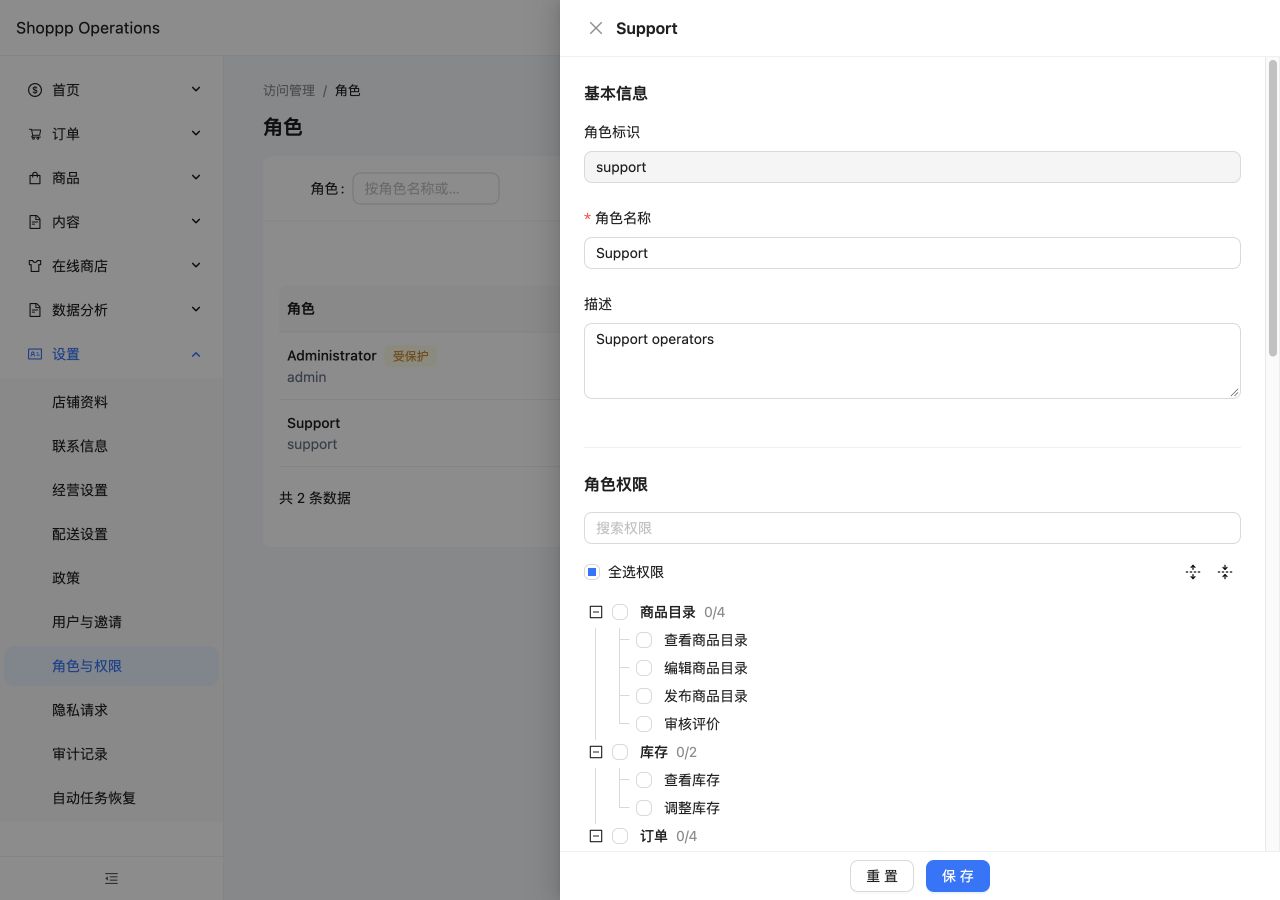 Shoppp Operations
首页
订单
商品
内容
在线商店
数据分析
设置
店铺资料
联系信息
经营设置
配送设置
政策
用户与邀请
角色与权限
隐私请求
审计记录
自动任务恢复
访问管理 / 角色
角色
角色: 按角色名称或...
角色
Administrator 受保护
admin
Support
support
共 2 条数据
Support
基本信息
角色标识
support
* 角色名称
Support
描述
Support operators
角色权限
搜索权限
全选权限
商品目录 0/4
查看商品目录
编辑商品目录
发布商品目录
审核评价
库存 0/2
查看库存
调整库存
订单 0/4
重 置
保 存